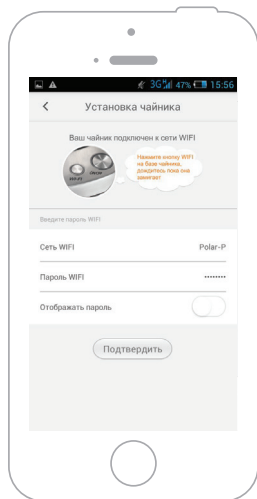 3G 47% 15:56
Установка чайника
Ваш чайник подключен к сети WIFI
Нажмите кнопку WIFI
на базе чайника,
дождитесь пока она
замигает
Введите пароль WIFI
Сеть WIFI Polar-P
Пароль WIFI ••••••••
Отображать пароль
Подтвердить